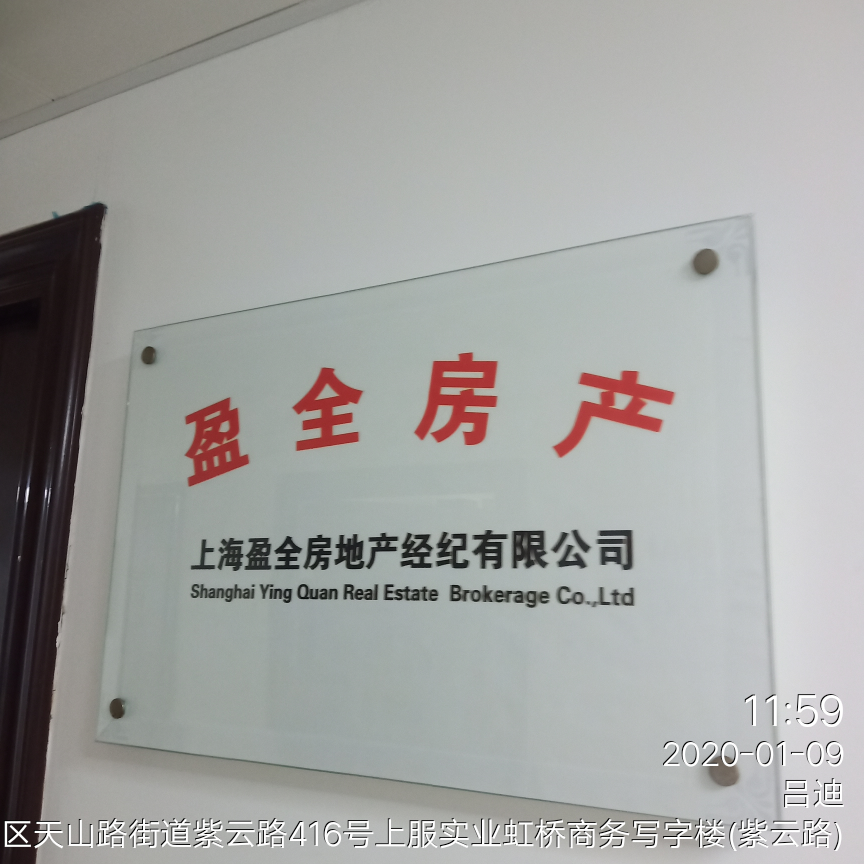 盈全房产
上海盈全房地产经纪有限公司
Shanghai Ying Quan Real Estate Brokerage Co.,Ltd
11:59
2020-01-09
吕迪
区天山路街道紫云路416号上服实业虹桥商务写字楼(紫云路)